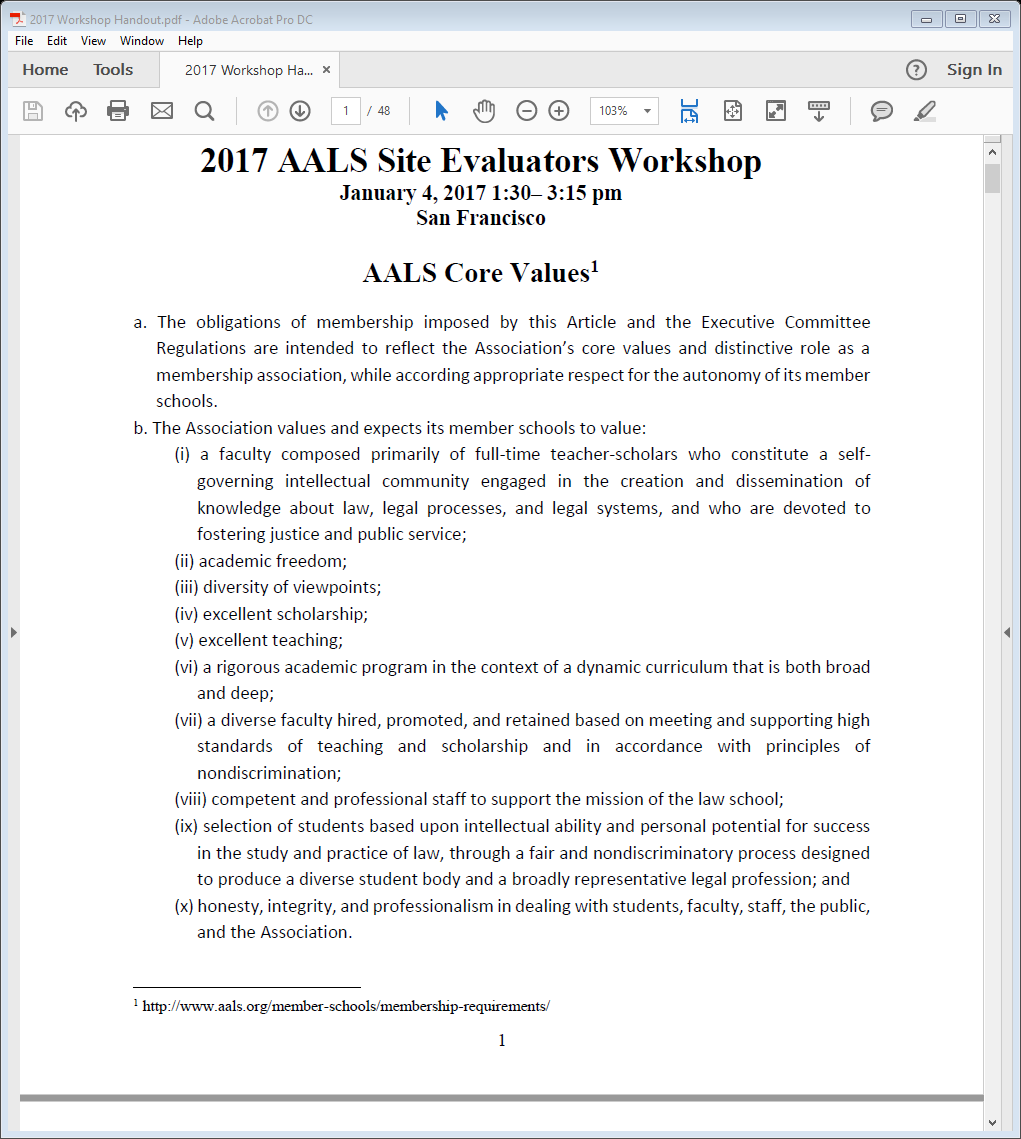 2017 Workshop Handout.pdf - Adobe Acrobat Pro DC
File Edit View Window Help
Home Tools 2017 Workshop Ha... × Sign In
1 / 48 103%
2017 AALS Site Evaluators Workshop
January 4, 2017 1:30– 3:15 pm
San Francisco
AALS Core Values¹
a. The obligations of membership imposed by this Article and the Executive Committee
Regulations are intended to reflect the Association’s core values and distinctive role as a
membership association, while according appropriate respect for the autonomy of its member
schools.
b. The Association values and expects its member schools to value:
(i) a faculty composed primarily of full-time teacher-scholars who constitute a self-
governing intellectual community engaged in the creation and dissemination of
knowledge about law, legal processes, and legal systems, and who are devoted to
fostering justice and public service;
(ii) academic freedom;
(iii) diversity of viewpoints;
(iv) excellent scholarship;
(v) excellent teaching;
(vi) a rigorous academic program in the context of a dynamic curriculum that is both broad
and deep;
(vii) a diverse faculty hired, promoted, and retained based on meeting and supporting high
standards of teaching and scholarship and in accordance with principles of
nondiscrimination;
(viii) competent and professional staff to support the mission of the law school;
(ix) selection of students based upon intellectual ability and personal potential for success
in the study and practice of law, through a fair and nondiscriminatory process designed
to produce a diverse student body and a broadly representative legal profession; and
(x) honesty, integrity, and professionalism in dealing with students, faculty, staff, the public,
and the Association.
¹ http://www.aals.org/member-schools/membership-requirements/
1